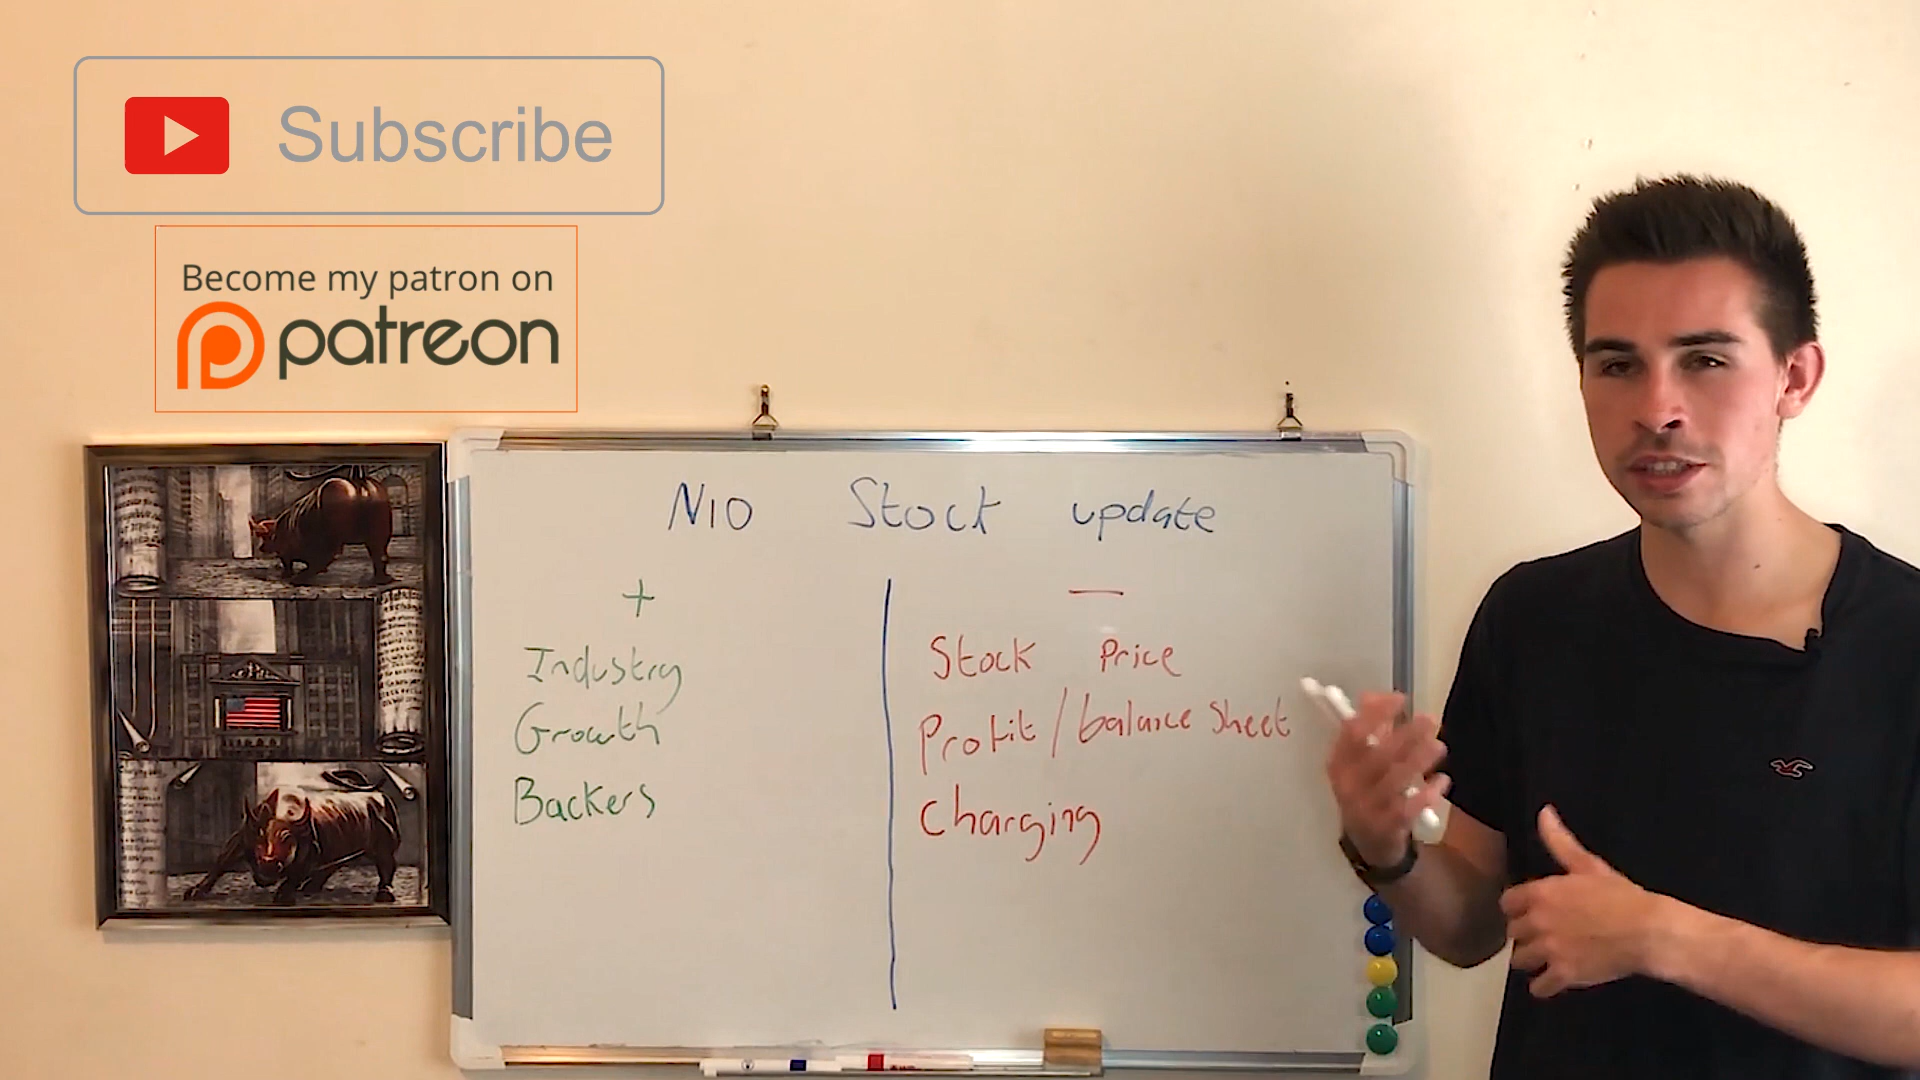 Subscribe
Become my patron on
patreon
NIO Stock update
+ —
Industry
Growth
Backers
Stock Price
Profit / balance sheet
Charging